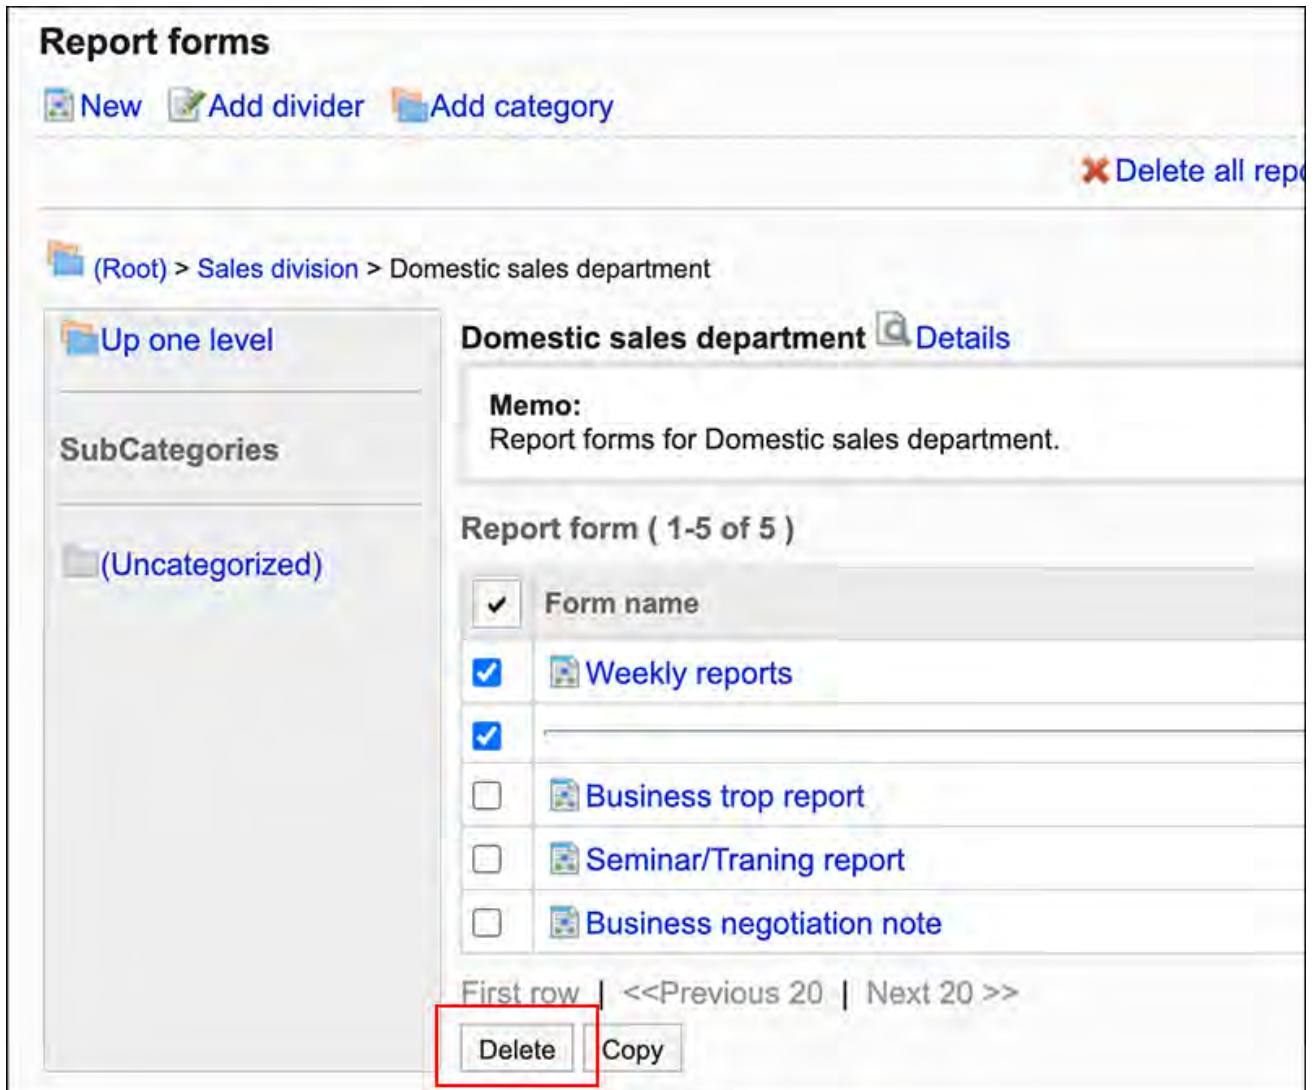 Report forms
New Add divider Add category
Delete all repo
(Root) > Sales division > Domestic sales department
Up one level
SubCategories
(Uncategorized)
Domestic sales department Details
Memo:
Report forms for Domestic sales department.
Report form ( 1-5 of 5 )
Form name
Weekly reports
Business trop report
Seminar/Traning report
Business negotiation note
First row | <<Previous 20 | Next 20 >>
Delete Copy